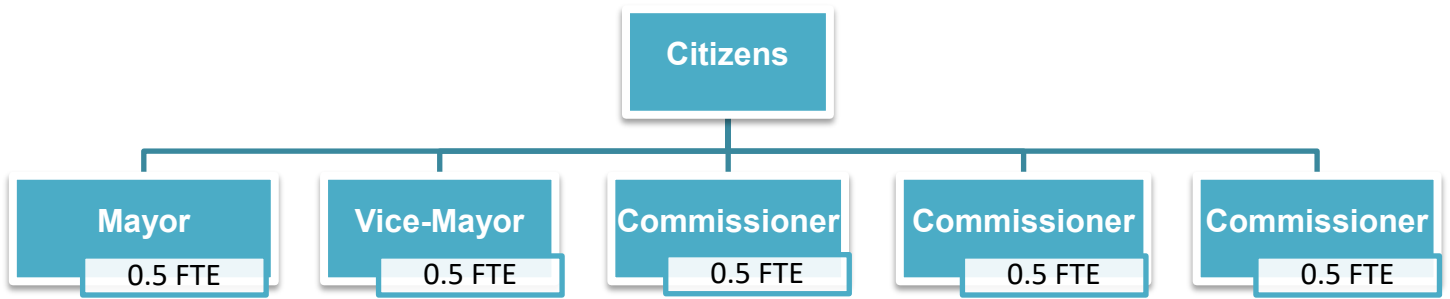 Citizens
Mayor
Vice-Mayor
Commissioner
Commissioner
Commissioner
0.5 FTE
0.5 FTE
0.5 FTE
0.5 FTE
0.5 FTE